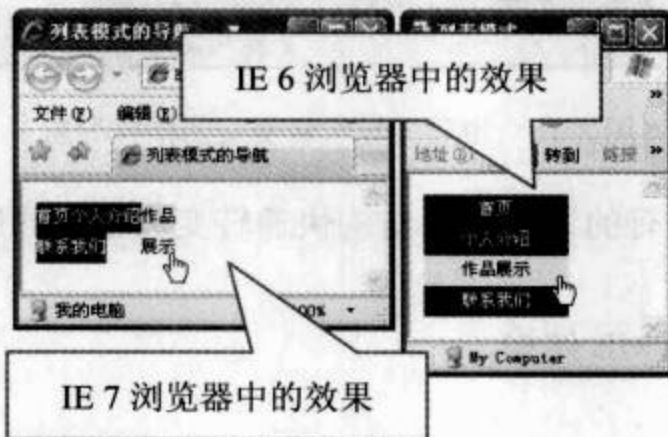 列表模式的导航
IE 6 浏览器中的效果
文件(F) 编辑(E)
列表模式的导航
地址(D) 转到 链接 »
首页个人介绍作品
联系我们 展示
首页
个人介绍
作品展示
联系我们
我的电脑
My Computer
IE 7 浏览器中的效果